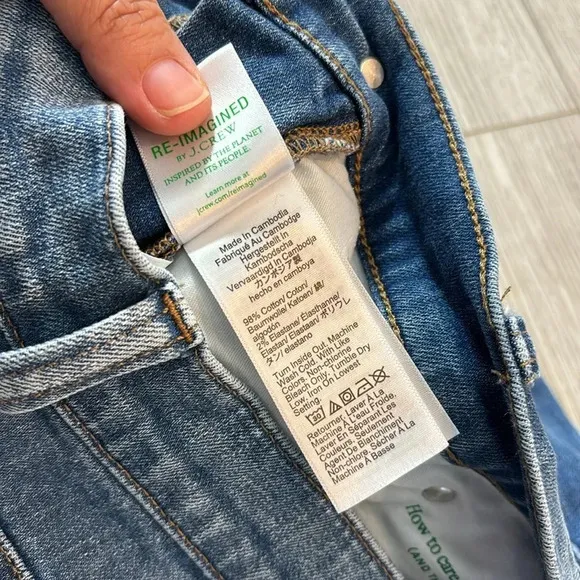 RE-IMAGINED
BY J.CREW
INSPIRED BY THE PLANET
AND ITS PEOPLE.
Learn more at
jcrew.com/reimagined
Made In Cambodia
Fabriqué Au Cambodge
Hergestellt in
Kambodscha
Vervaardigd In Cambodja
カンボジア製
hecho en camboya
98% Cotton/ Coton/
Baumwolle/ Katoen/ 綿/
algodón
2% Elastane/ Élasthanne/
Elastan/ Elastaan/ ポリウレ
タン/ elastano
Turn Inside Out, Machine
Wash Cold, With Like
Colors, Non-chlorine
Bleach Only, Tumble Dry
Low, Iron On Lowest
Setting
Retourner, Laver À La
Machine À L'eau Froide,
Laver En Séparant Les
Couleurs, Seulement
Agent De Blanchiment
Non-chlore, Sécher À La
Machine À Basse
How to car
(AND